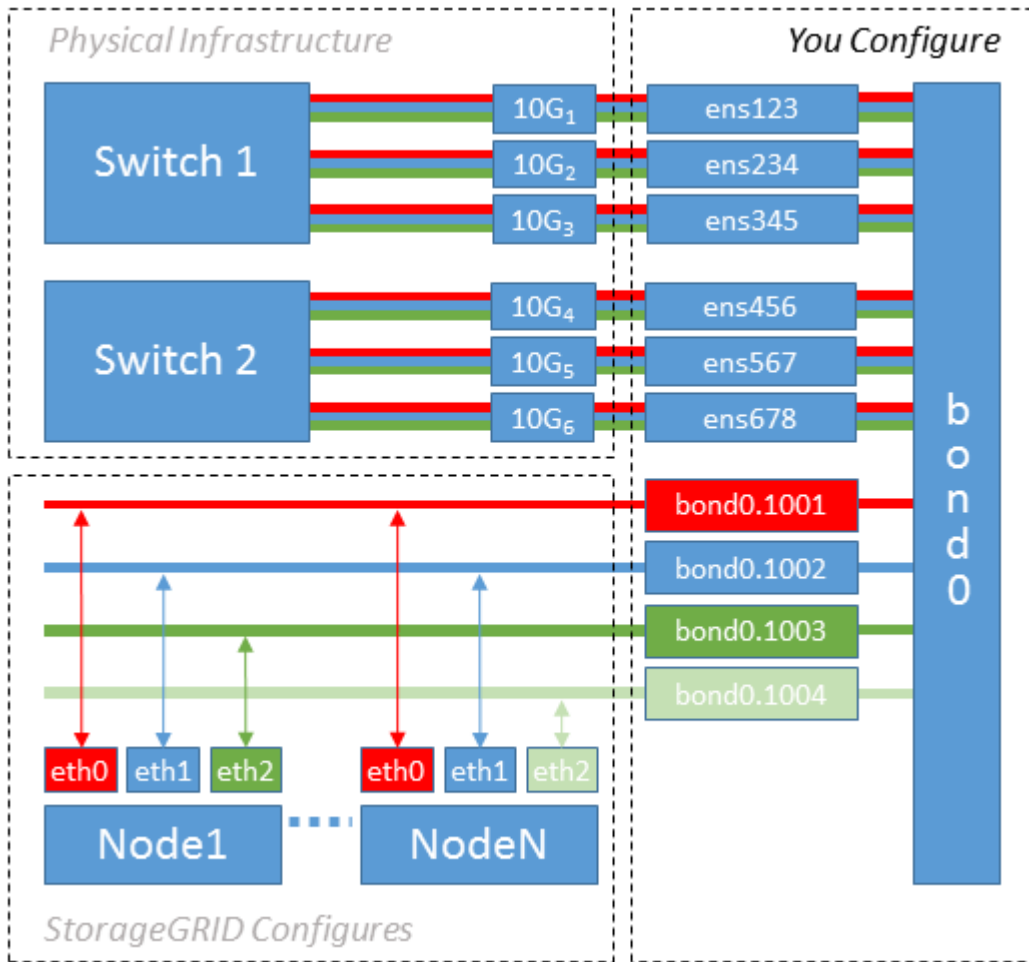 Physical Infrastructure
You Configure
Switch 1
10G₁
ens123
10G₂
ens234
10G₃
ens345
Switch 2
10G₄
ens456
10G₅
ens567
10G₆
ens678
bond0
bond0.1001
bond0.1002
bond0.1003
bond0.1004
eth0
eth1
eth2
eth0
eth1
eth2
Node1
NodeN
StorageGRID Configures